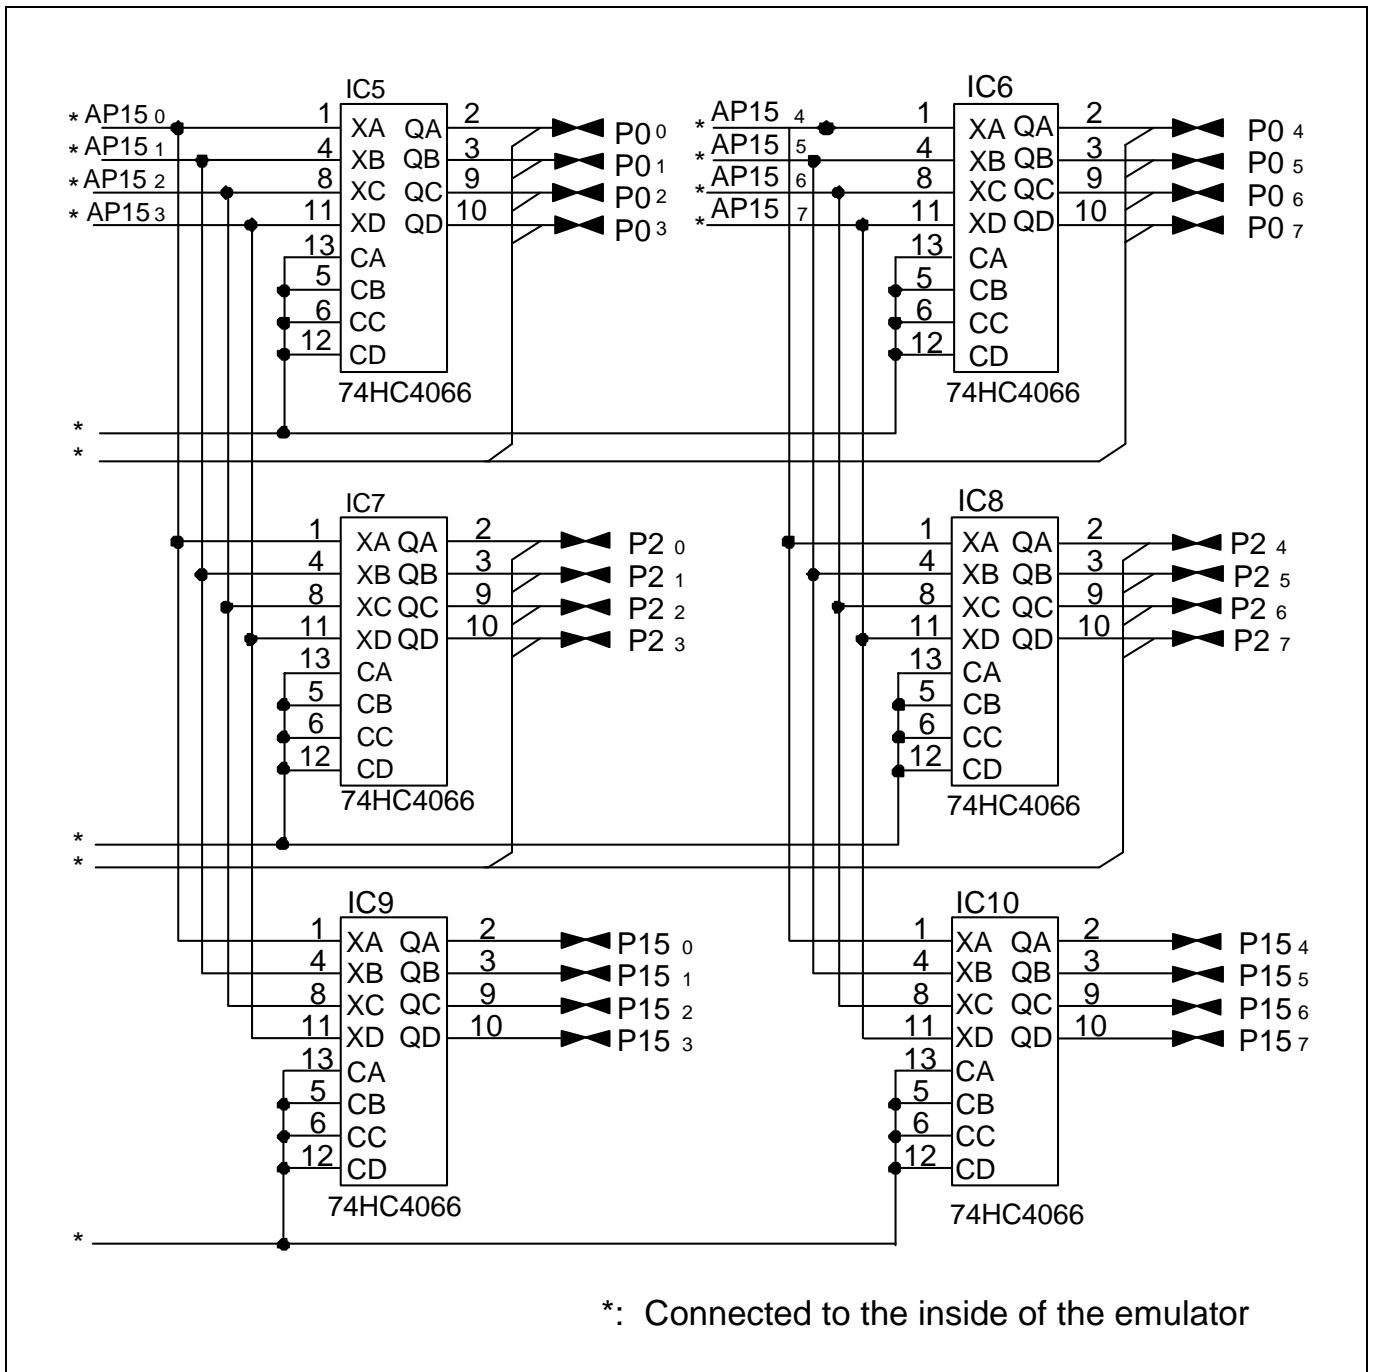 IC5 IC6
* AP15 0 1 XA QA 2 P0 0 * AP15 4 1 XA QA 2 P0 4
* AP15 1 4 XB QB 3 P0 1 * AP15 5 4 XB QB 3 P0 5
* AP15 2 8 XC QC 9 P0 2 * AP15 6 8 XC QC 9 P0 6
* AP15 3 11 XD QD 10 P0 3 * AP15 7 11 XD QD 10 P0 7
13 CA 13 CA
5 CB 5 CB
6 CC 6 CC
12 CD 12 CD
74HC4066 74HC4066
*
*
IC7 IC8
1 XA QA 2 P2 0 1 XA QA 2 P2 4
4 XB QB 3 P2 1 4 XB QB 3 P2 5
8 XC QC 9 P2 2 8 XC QC 9 P2 6
11 XD QD 10 P2 3 11 XD QD 10 P2 7
13 CA 13 CA
5 CB 5 CB
6 CC 6 CC
12 CD 12 CD
74HC4066 74HC4066
*
*
IC9 IC10
1 XA QA 2 P15 0 1 XA QA 2 P15 4
4 XB QB 3 P15 1 4 XB QB 3 P15 5
8 XC QC 9 P15 2 8 XC QC 9 P15 6
11 XD QD 10 P15 3 11 XD QD 10 P15 7
13 CA 13 CA
5 CB 5 CB
6 CC 6 CC
12 CD 12 CD
74HC4066 74HC4066
*
*: Connected to the inside of the emulator